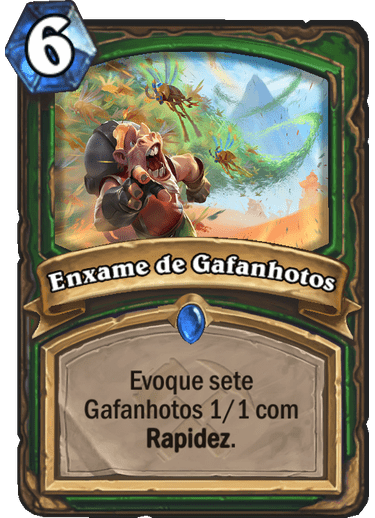 6
Enxame de Gafanhotos
Evoque sete
Gafanhotos 1/1 com
Rapidez.